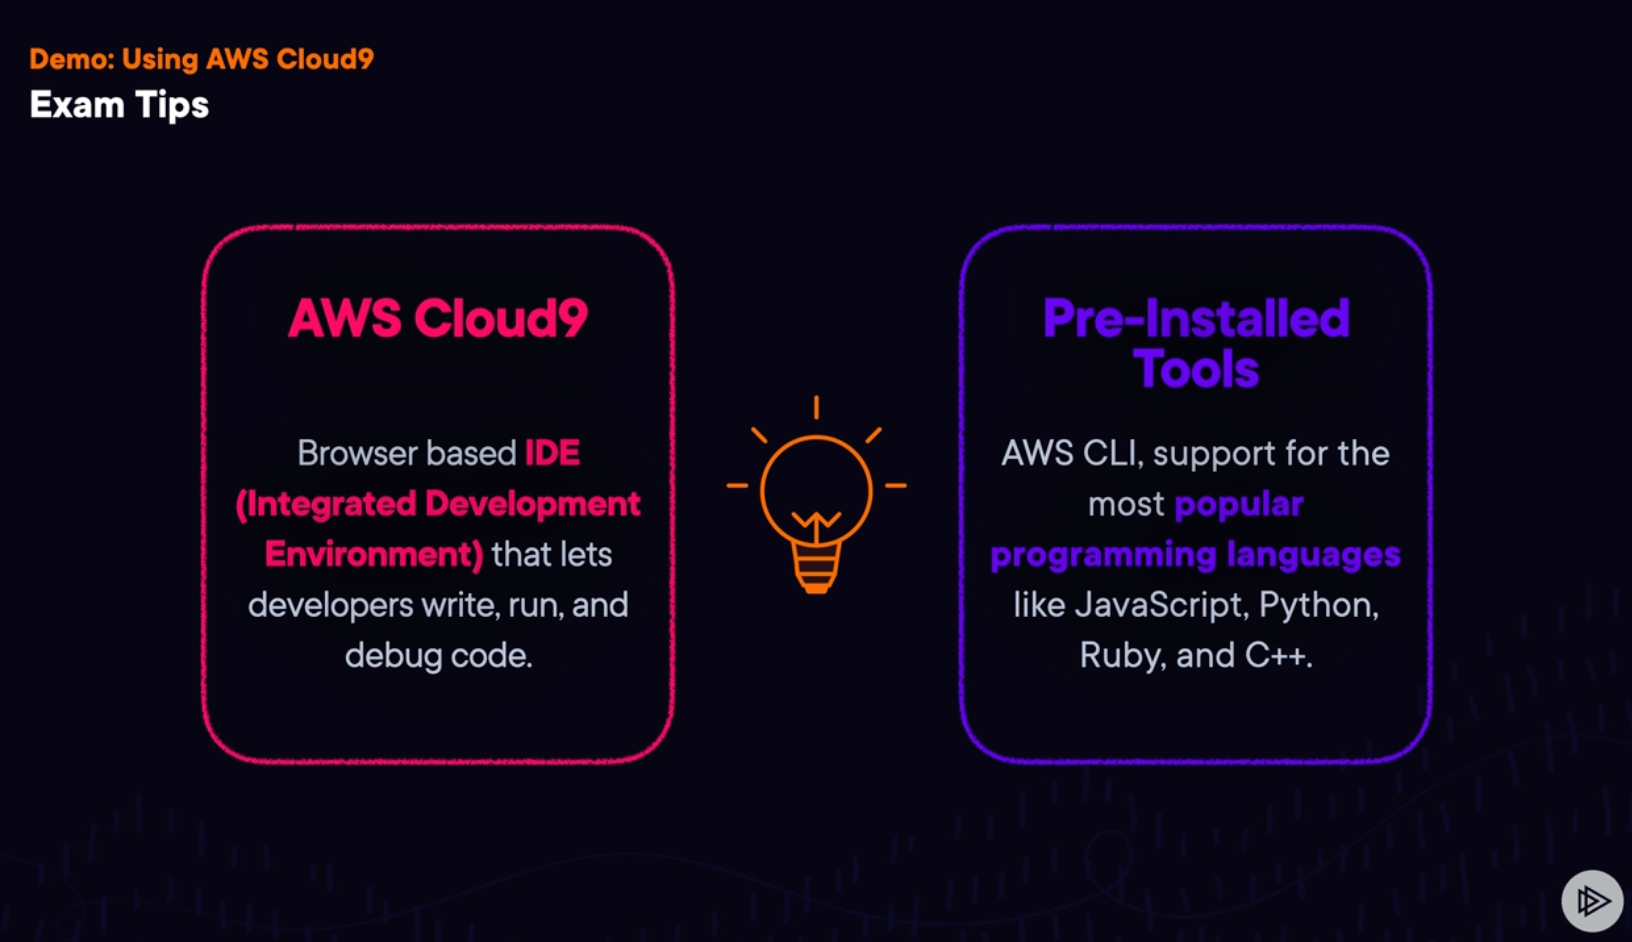 Demo: Using AWS Cloud9
Exam Tips
AWS Cloud9
Browser based IDE
(Integrated Development
Environment) that lets
developers write, run, and
debug code.
Pre-Installed
Tools
AWS CLI, support for the
most popular
programming languages
like JavaScript, Python,
Ruby, and C++.